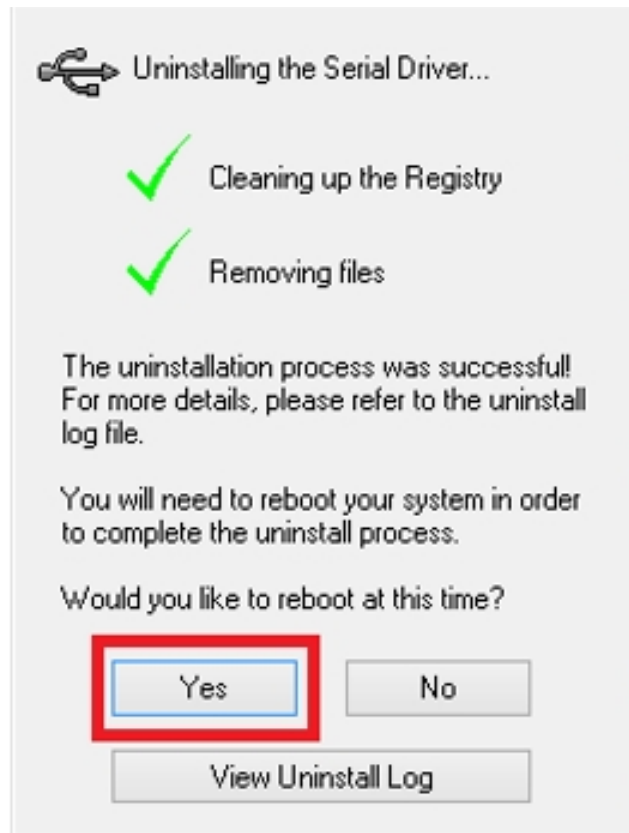 Uninstalling the Serial Driver...
Cleaning up the Registry
Removing files
The uninstallation process was successful!
For more details, please refer to the uninstall
log file.
You will need to reboot your system in order
to complete the uninstall process.
Would you like to reboot at this time?
Yes No
View Uninstall Log